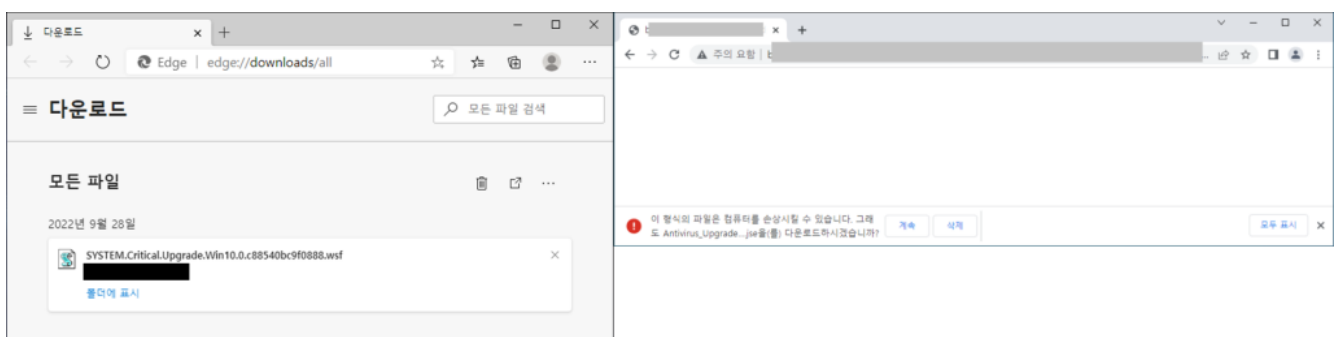 다운로드
Edge | edge://downloads/all
다운로드
모든 파일 검색
모든 파일
2022년 9월 28일
SYSTEM.Critical.Upgrade.Win10.0.c88540bc9f0888.wsf
폴더에 표시
주의 요함
이 형식의 파일은 컴퓨터를 손상시킬 수 있습니다. 그래
도 Antivirus_Upgrade....jse을(를) 다운로드하시겠습니까?
계속
삭제
모두 표시